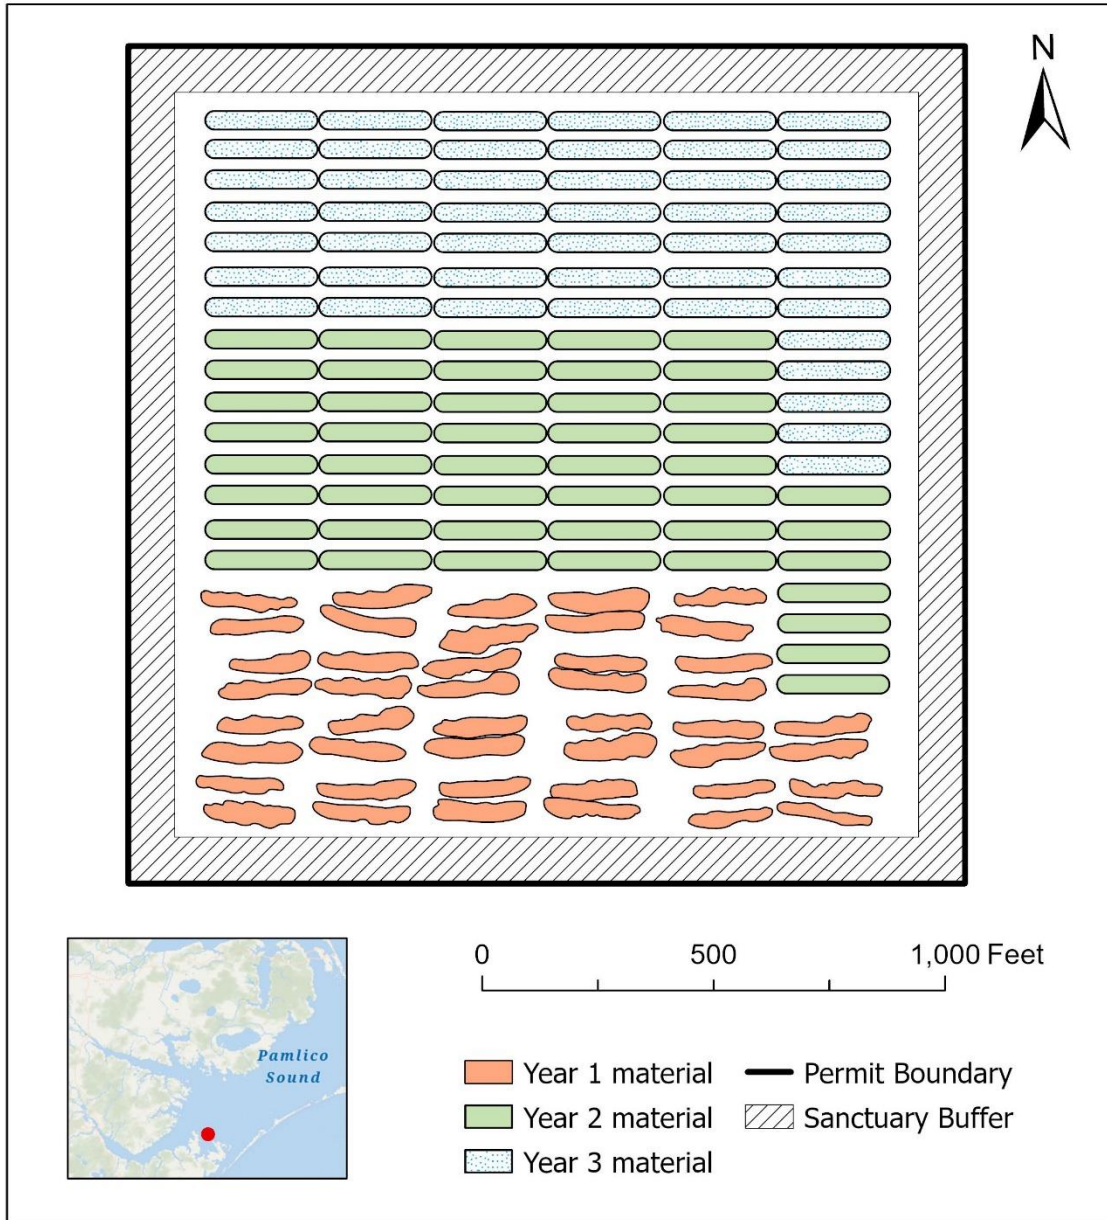 N
Pamlico
Sound
0 500 1,000 Feet
Year 1 material
Permit Boundary
Year 2 material
Sanctuary Buffer
Year 3 material